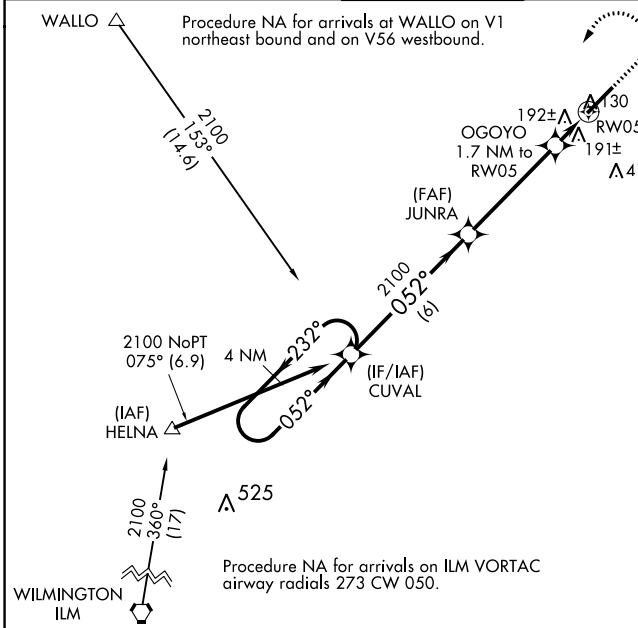 WALLO
Procedure NA for arrivals at WALLO on V1
northeast bound and on V56 westbound.
2100
153°
(14.6)
192±
130
RW05
OGOYO
1.7 NM to
RW05
191±
(FAF)
JUNRA
2100
052°
(6)
2100 NoPT
075° (6.9)
4 NM
232°
052°
(IF/IAF)
CUVAL
(IAF)
HELNA
525
2100
360°
(17)
Procedure NA for arrivals on ILM VORTAC
airway radials 273 CW 050.
WILMINGTON
ILM